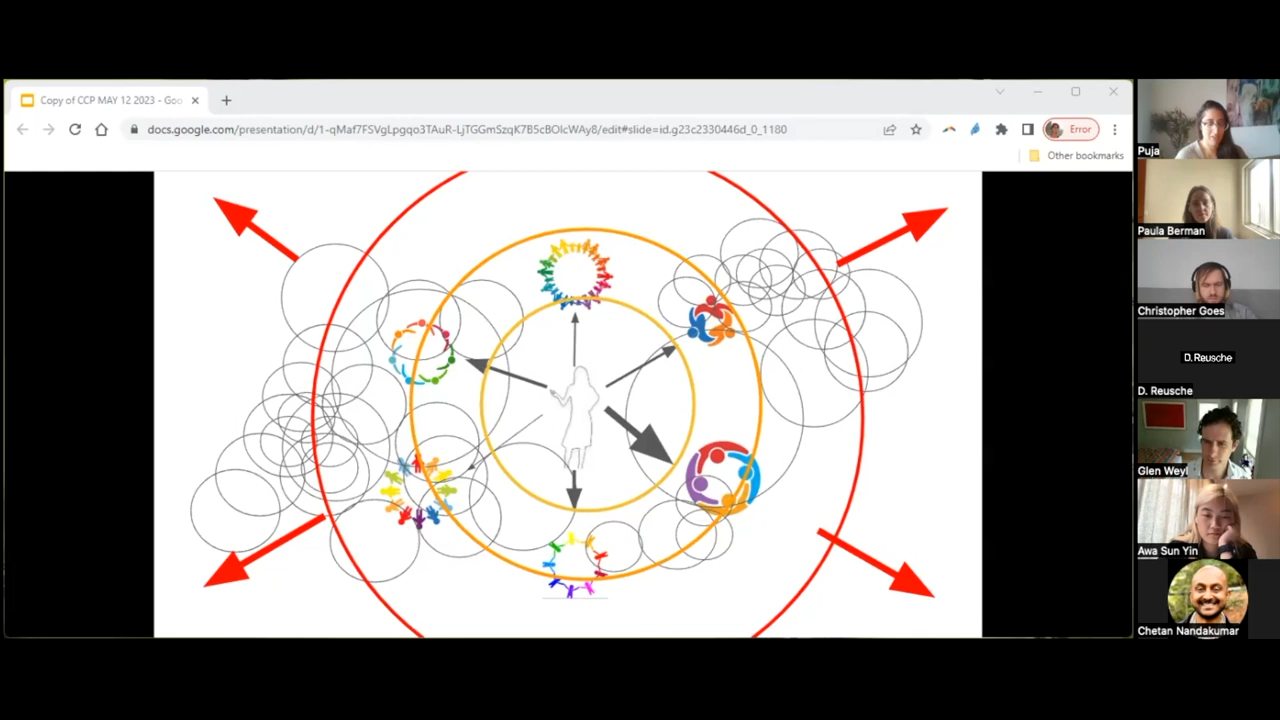 Copy of CCP MAY 12 2023 - Goo
docs.google.com/presentation/d/1-qMaf7FSVgLpgqo3TAuR-LjTGGmSzqK7B5cBOlcWAy8/edit#slide=id.g23c2330446d_0_1180
Error
Other bookmarks
Puja
Paula Berman
Christopher Goes
D. Reusche
D. Reusche
Glen Weyl
Awa Sun Yin
Chetan Nandakumar